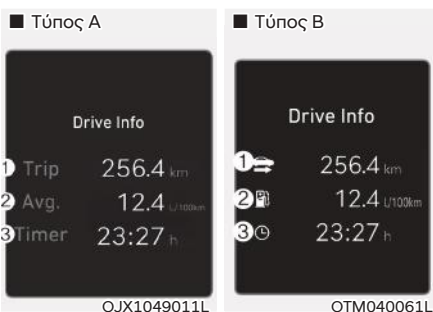 ■ Τύπος A
Drive Info
1 Trip 256.4 km
2 Avg. 12.4 L/100km
3 Timer 23:27 h
OJX1049011L
■ Τύπος B
Drive Info
1 256.4 km
2 12.4 L/100km
3 23:27 h
OTM040061L